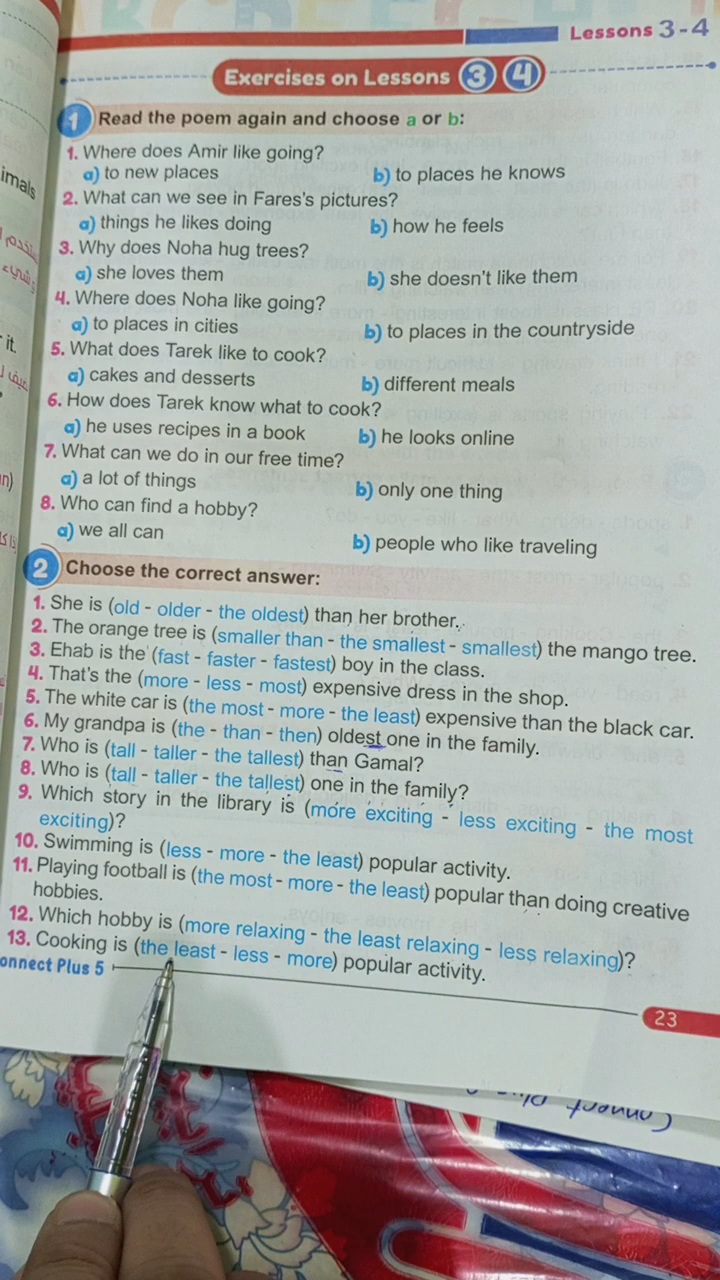 Lessons 3-4
Exercises on Lessons 3 4
1 Read the poem again and choose a or b:
1. Where does Amir like going?
a) to new places b) to places he knows
2. What can we see in Fares's pictures?
a) things he likes doing b) how he feels
3. Why does Noha hug trees?
a) she loves them b) she doesn't like them
4. Where does Noha like going?
a) to places in cities b) to places in the countryside
5. What does Tarek like to cook?
a) cakes and desserts b) different meals
6. How does Tarek know what to cook?
a) he uses recipes in a book b) he looks online
7. What can we do in our free time?
a) a lot of things b) only one thing
8. Who can find a hobby?
a) we all can b) people who like traveling
2 Choose the correct answer:
1. She is (old - older - the oldest) than her brother.
2. The orange tree is (smaller than - the smallest - smallest) the mango tree.
3. Ehab is the (fast - faster - fastest) boy in the class.
4. That's the (more - less - most) expensive dress in the shop.
5. The white car is (the most - more - the least) expensive than the black car.
6. My grandpa is (the - than - then) oldest one in the family.
7. Who is (tall - taller - the tallest) than Gamal?
8. Who is (tall - taller - the tallest) one in the family?
9. Which story in the library is (more exciting - less exciting - the most
exciting)?
10. Swimming is (less - more - the least) popular activity.
11. Playing football is (the most - more - the least) popular than doing creative
hobbies.
12. Which hobby is (more relaxing - the least relaxing - less relaxing)?
13. Cooking is (the least - less - more) popular activity.
onnect Plus 5
23
Connect Plus